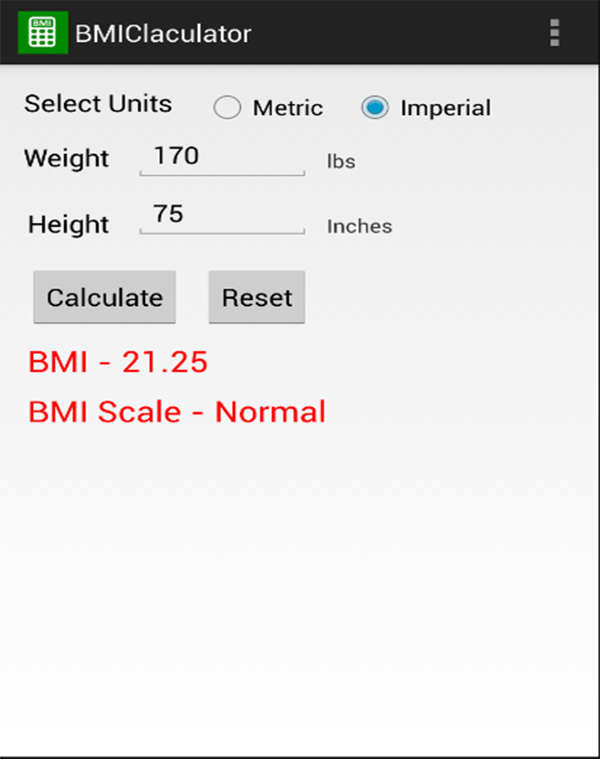 BMI
BMIClaculator
Select Units Metric Imperial
Weight 170 lbs
Height 75 Inches
Calculate Reset
BMI - 21.25
BMI Scale - Normal